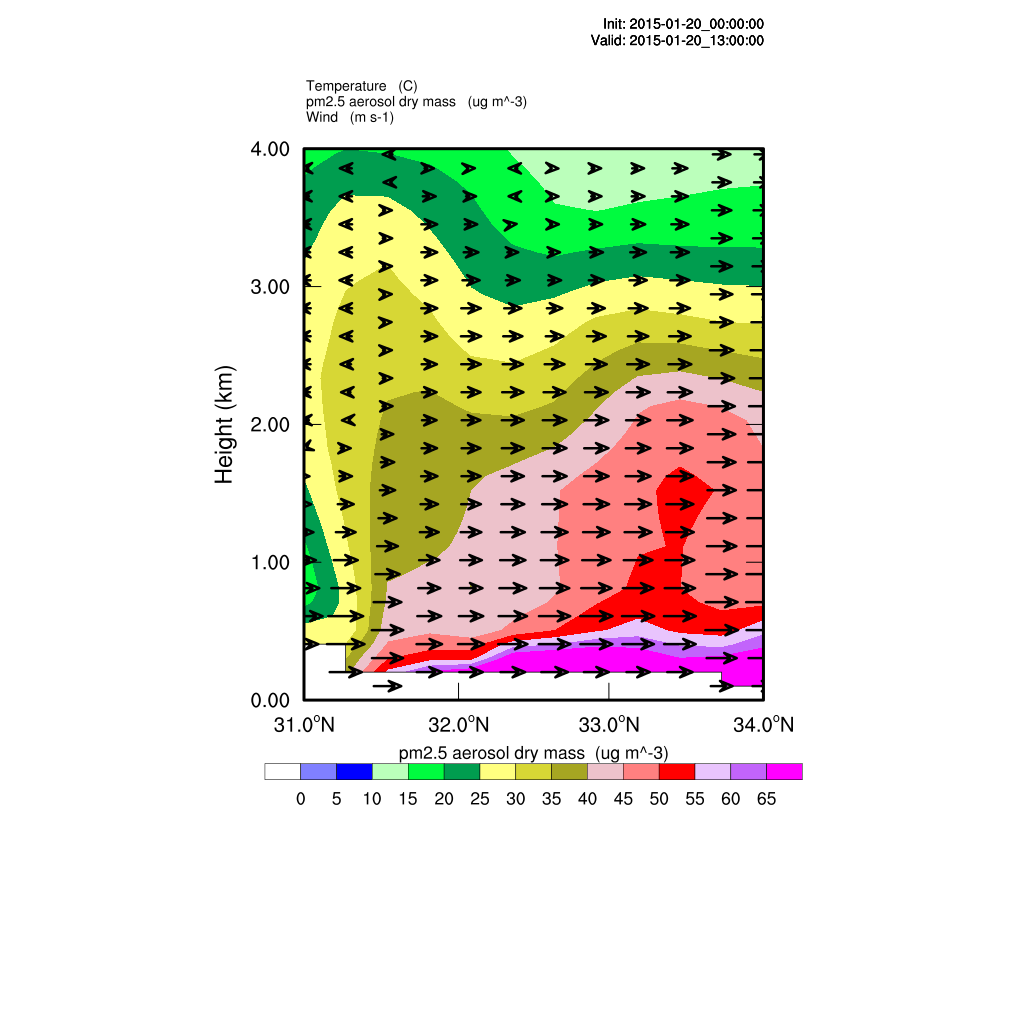 Init: 2015-01-20_00:00:00
Valid: 2015-01-20_13:00:00
Temperature (C)
pm2.5 aerosol dry mass (ug m^-3)
Wind (m s-1)
4.00
3.00
2.00
1.00
0.00
Height (km)
31.0°N 32.0°N 33.0°N 34.0°N
pm2.5 aerosol dry mass (ug m^-3)
0 5 10 15 20 25 30 35 40 45 50 55 60 65